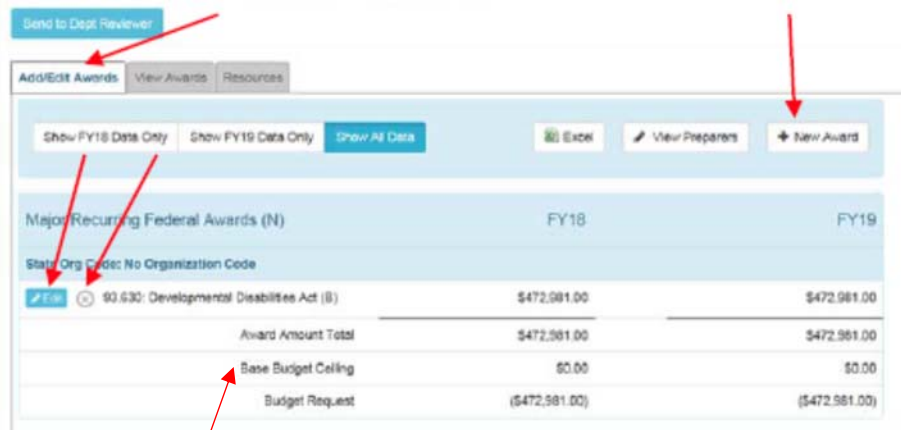 Send to Dept Reviewer
Add/Edit Awards View Awards Resources
Show FY18 Data Only Show FY19 Data Only Show All Data Excel View Preparers + New Award
Major Recurring Federal Awards (N) FY18 FY19
State Org Code: No Organization Code
Edit 93.630: Developmental Disabilities Act (B) $472,981.00 $472,981.00
Award Amount Total $472,981.00 $472,981.00
Base Budget Ceiling $0.00 $0.00
Budget Request ($472,981.00) ($472,981.00)